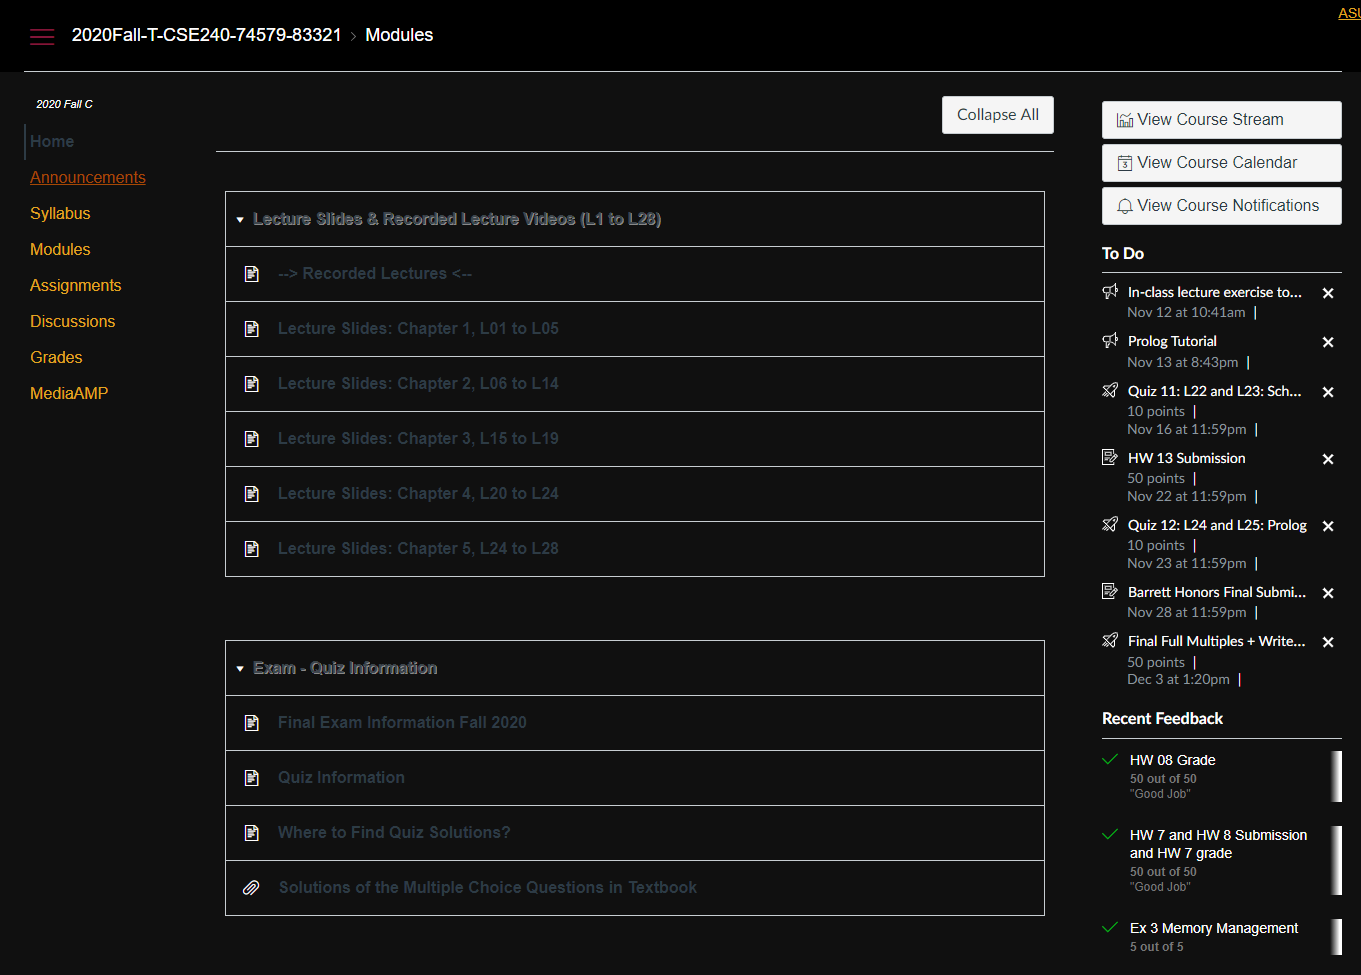 ASU
2020Fall-T-CSE240-74579-83321 › Modules
2020 Fall C
Home
Announcements
Syllabus
Modules
Assignments
Discussions
Grades
MediaAMP
Collapse All
Lecture Slides & Recorded Lecture Videos (L1 to L28)
--> Recorded Lectures <--
Lecture Slides: Chapter 1, L01 to L05
Lecture Slides: Chapter 2, L06 to L14
Lecture Slides: Chapter 3, L15 to L19
Lecture Slides: Chapter 4, L20 to L24
Lecture Slides: Chapter 5, L24 to L28
Exam - Quiz Information
Final Exam Information Fall 2020
Quiz Information
Where to Find Quiz Solutions?
Solutions of the Multiple Choice Questions in Textbook
View Course Stream
View Course Calendar
View Course Notifications
To Do
In-class lecture exercise to...
Nov 12 at 10:41am |
Prolog Tutorial
Nov 13 at 8:43pm |
Quiz 11: L22 and L23: Sch...
10 points |
Nov 16 at 11:59pm |
HW 13 Submission
50 points |
Nov 22 at 11:59pm |
Quiz 12: L24 and L25: Prolog
10 points |
Nov 23 at 11:59pm |
Barrett Honors Final Submi...
Nov 28 at 11:59pm |
Final Full Multiples + Write...
50 points |
Dec 3 at 1:20pm |
Recent Feedback
HW 08 Grade
50 out of 50
"Good Job"
HW 7 and HW 8 Submission
and HW 7 grade
50 out of 50
"Good Job"
Ex 3 Memory Management
5 out of 5